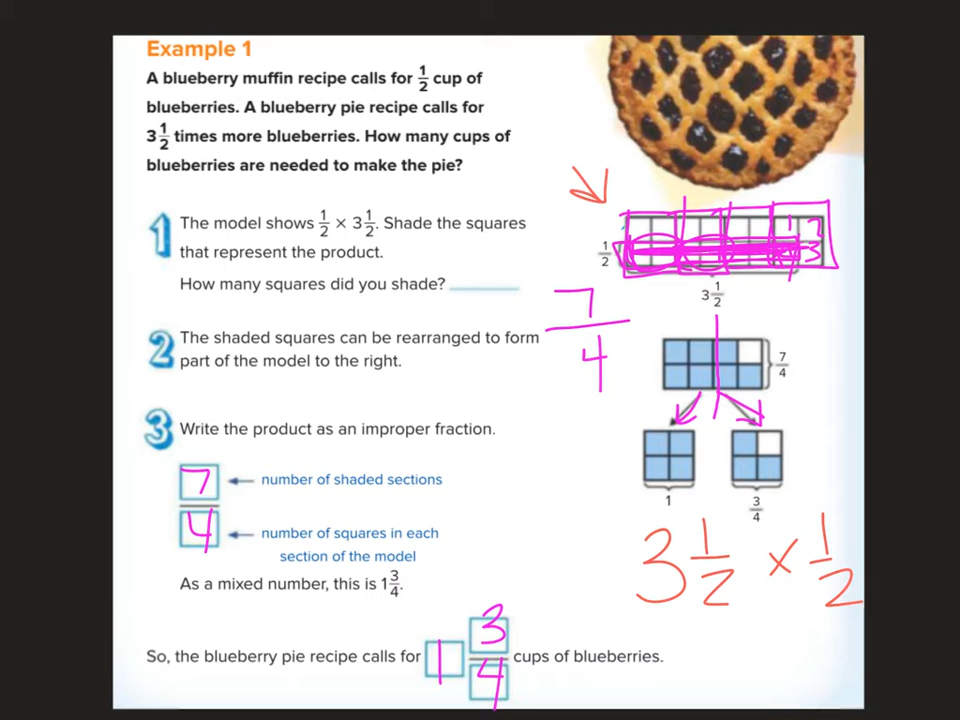 Example 1
A blueberry muffin recipe calls for 1/2 cup of
blueberries. A blueberry pie recipe calls for
3 1/2 times more blueberries. How many cups of
blueberries are needed to make the pie?
1 The model shows 1/2 × 3 1/2. Shade the squares
that represent the product.
How many squares did you shade?
1 2
3
1/2
3 1/2
7/4
2 The shaded squares can be rearranged to form
part of the model to the right.
7/4
3 Write the product as an improper fraction.
7 number of shaded sections
4 number of squares in each
section of the model
1
3/4
As a mixed number, this is 1 3/4.
3 1/2 × 1/2
So, the blueberry pie recipe calls for 1 3/4 cups of blueberries.